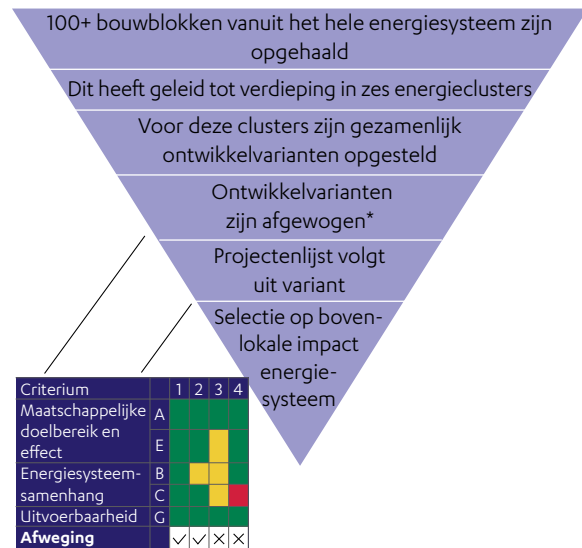 100+ bouwblokken vanuit het hele energiesysteem zijn
opgehaald
Dit heeft geleid tot verdieping in zes energieclusters
Voor deze clusters zijn gezamenlijk
ontwikkelvarianten opgesteld
Ontwikkelvarianten
zijn afgewogen*
Projectenlijst volgt
uit variant
Selectie op boven-
lokale impact
energie-
systeem
Criterium 1 2 3 4
Maatschappelijke A
doelbereik en
effect E
Energiesysteem- B
samenhang C
Uitvoerbaarheid G
Afweging ✓ ✓ × ×